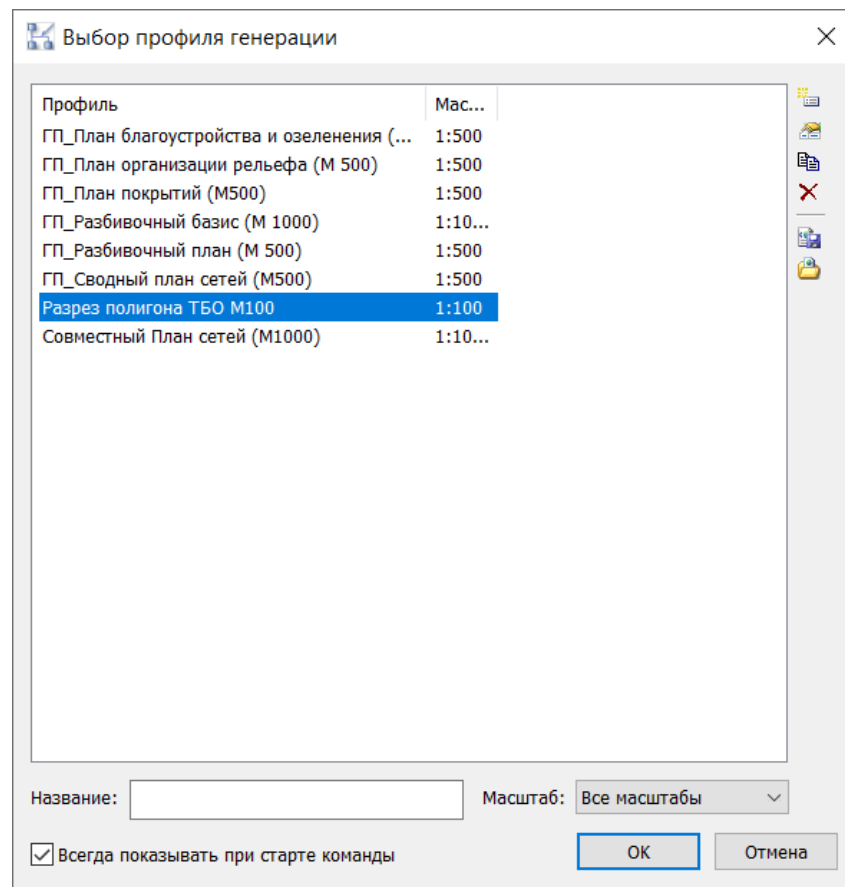 Выбор профиля генерации
Профиль Мас...
ГП_План благоустройства и озеленения (... 1:500
ГП_План организации рельефа (М 500) 1:500
ГП_План покрытий (М500) 1:500
ГП_Разбивочный базис (М 1000) 1:10...
ГП_Разбивочный план (М 500) 1:500
ГП_Сводный план сетей (М500) 1:500
Разрез полигона ТБО М100 1:100
Совместный План сетей (М1000) 1:10...
Название: Масштаб: Все масштабы
Всегда показывать при старте команды ОК Отмена